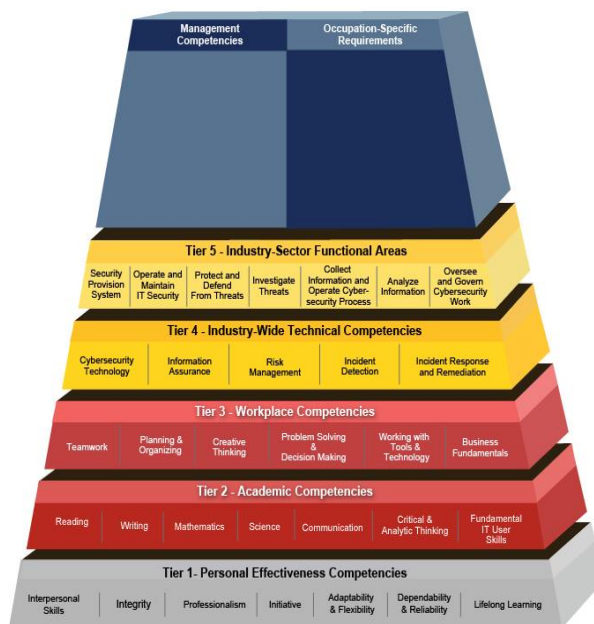 Management
Competencies
Occupation-Specific
Requirements
Tier 5 - Industry-Sector Functional Areas
Security
Provision
System
Operate and
Maintain
IT Security
Protect and
Defend
From Threats
Investigate
Threats
Collect
Information and
Operate Cyber-
security Process
Analyze
Information
Oversee
and Govern
Cybersecurity
Work
Tier 4 - Industry-Wide Technical Competencies
Cybersecurity
Technology
Information
Assurance
Risk
Management
Incident
Detection
Incident Response
and Remediation
Tier 3 - Workplace Competencies
Teamwork
Planning &
Organizing
Creative
Thinking
Problem Solving
&
Decision Making
Working with
Tools &
Technology
Business
Fundamentals
Tier 2 - Academic Competencies
Reading
Writing
Mathematics
Science
Communication
Critical &
Analytic Thinking
Fundamental
IT User
Skills
Tier 1- Personal Effectiveness Competencies
Interpersonal
Skills
Integrity
Professionalism
Initiative
Adaptability
& Flexibility
Dependability
& Reliability
Lifelong Learning